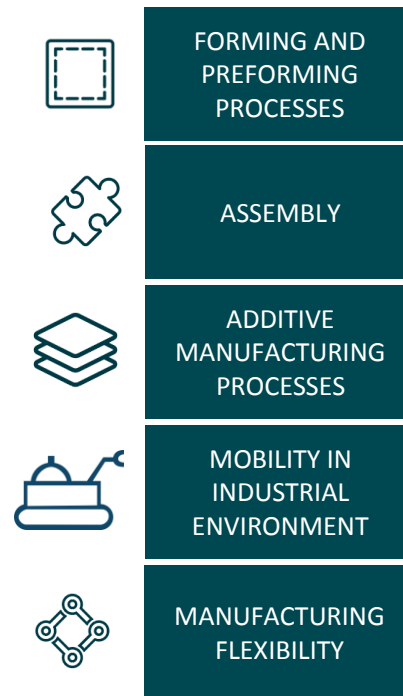 FORMING AND
PREFORMING
PROCESSES
ASSEMBLY
ADDITIVE
MANUFACTURING
PROCESSES
MOBILITY IN
INDUSTRIAL
ENVIRONMENT
MANUFACTURING
FLEXIBILITY